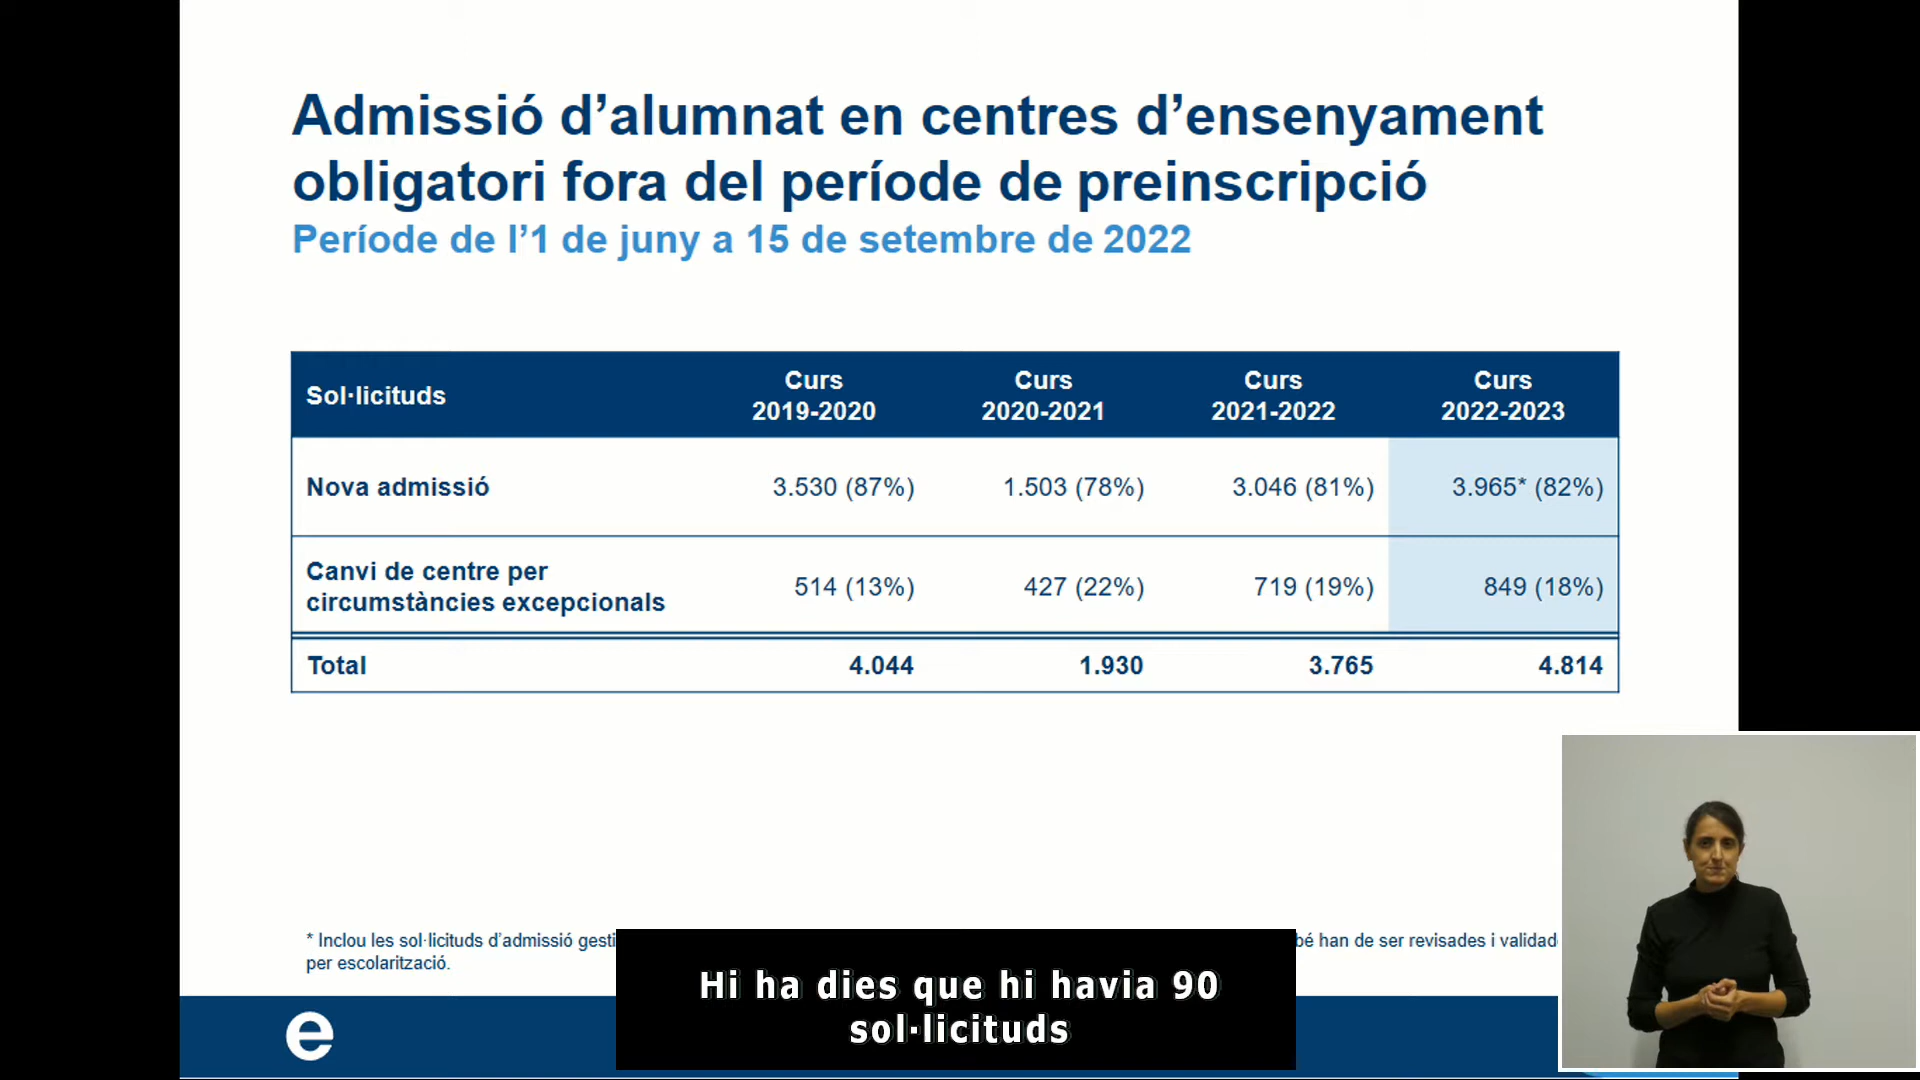 Admissió d’alumnat en centres d’ensenyament
obligatori fora del període de preinscripció
Període de l’1 de juny a 15 de setembre de 2022
Sol·licituds Curs 2019-2020 Curs 2020-2021 Curs 2021-2022 Curs 2022-2023
Nova admissió 3.530 (87%) 1.503 (78%) 3.046 (81%) 3.965* (82%)
Canvi de centre per
circumstàncies excepcionals 514 (13%) 427 (22%) 719 (19%) 849 (18%)
Total 4.044 1.930 3.765 4.814
* Inclou les sol·licituds d’admissió han de ser revisades i
per escolarització.
Hi ha dies que hi havia 90
sol·licituds
e